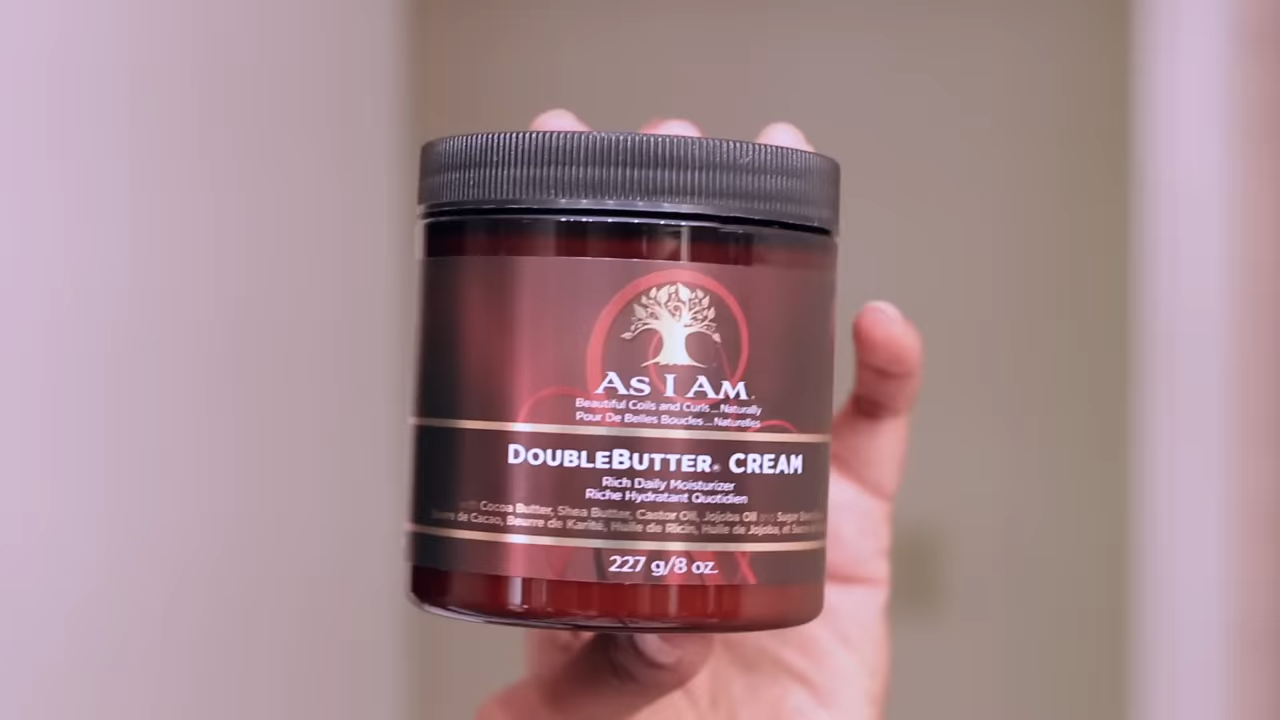 As I Am
Beautiful Coils and Curls...Naturally
Pour De Belles Boucles...Naturelles
DoubleButter® CREAM
Rich Daily Moisturizer
Riche Hydratant Quotidien
Cocoa Butter, Shea Butter, Castor Oil, Jojoba Oil and Sugar
de Cacao, Beurre de Karité, Huile de Ricin, Huile de Jojoba, et
227 g/8 oz.